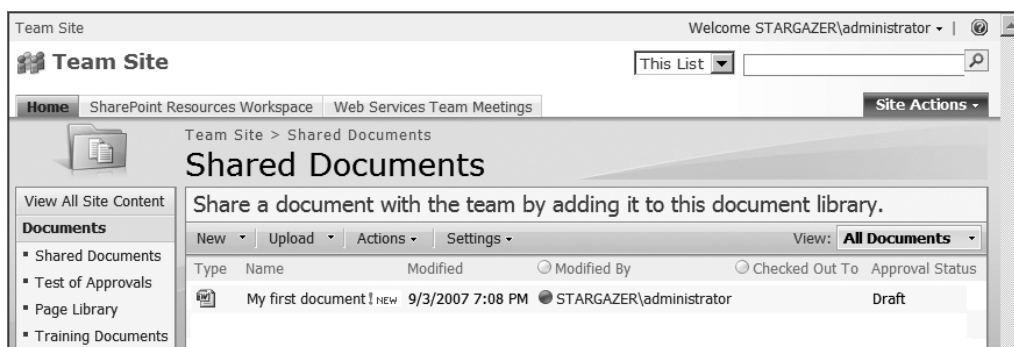 Team Site
Welcome STARGAZER\administrator
Team Site
This List
Home SharePoint Resources Workspace Web Services Team Meetings Site Actions
Team Site > Shared Documents
Shared Documents
View All Site Content
Share a document with the team by adding it to this document library.
Documents
New Upload Actions Settings View: All Documents
Shared Documents
Test of Approvals
Page Library
Training Documents
Type Name Modified Modified By Checked Out To Approval Status
My first document ! NEW 9/3/2007 7:08 PM STARGAZER\administrator Draft